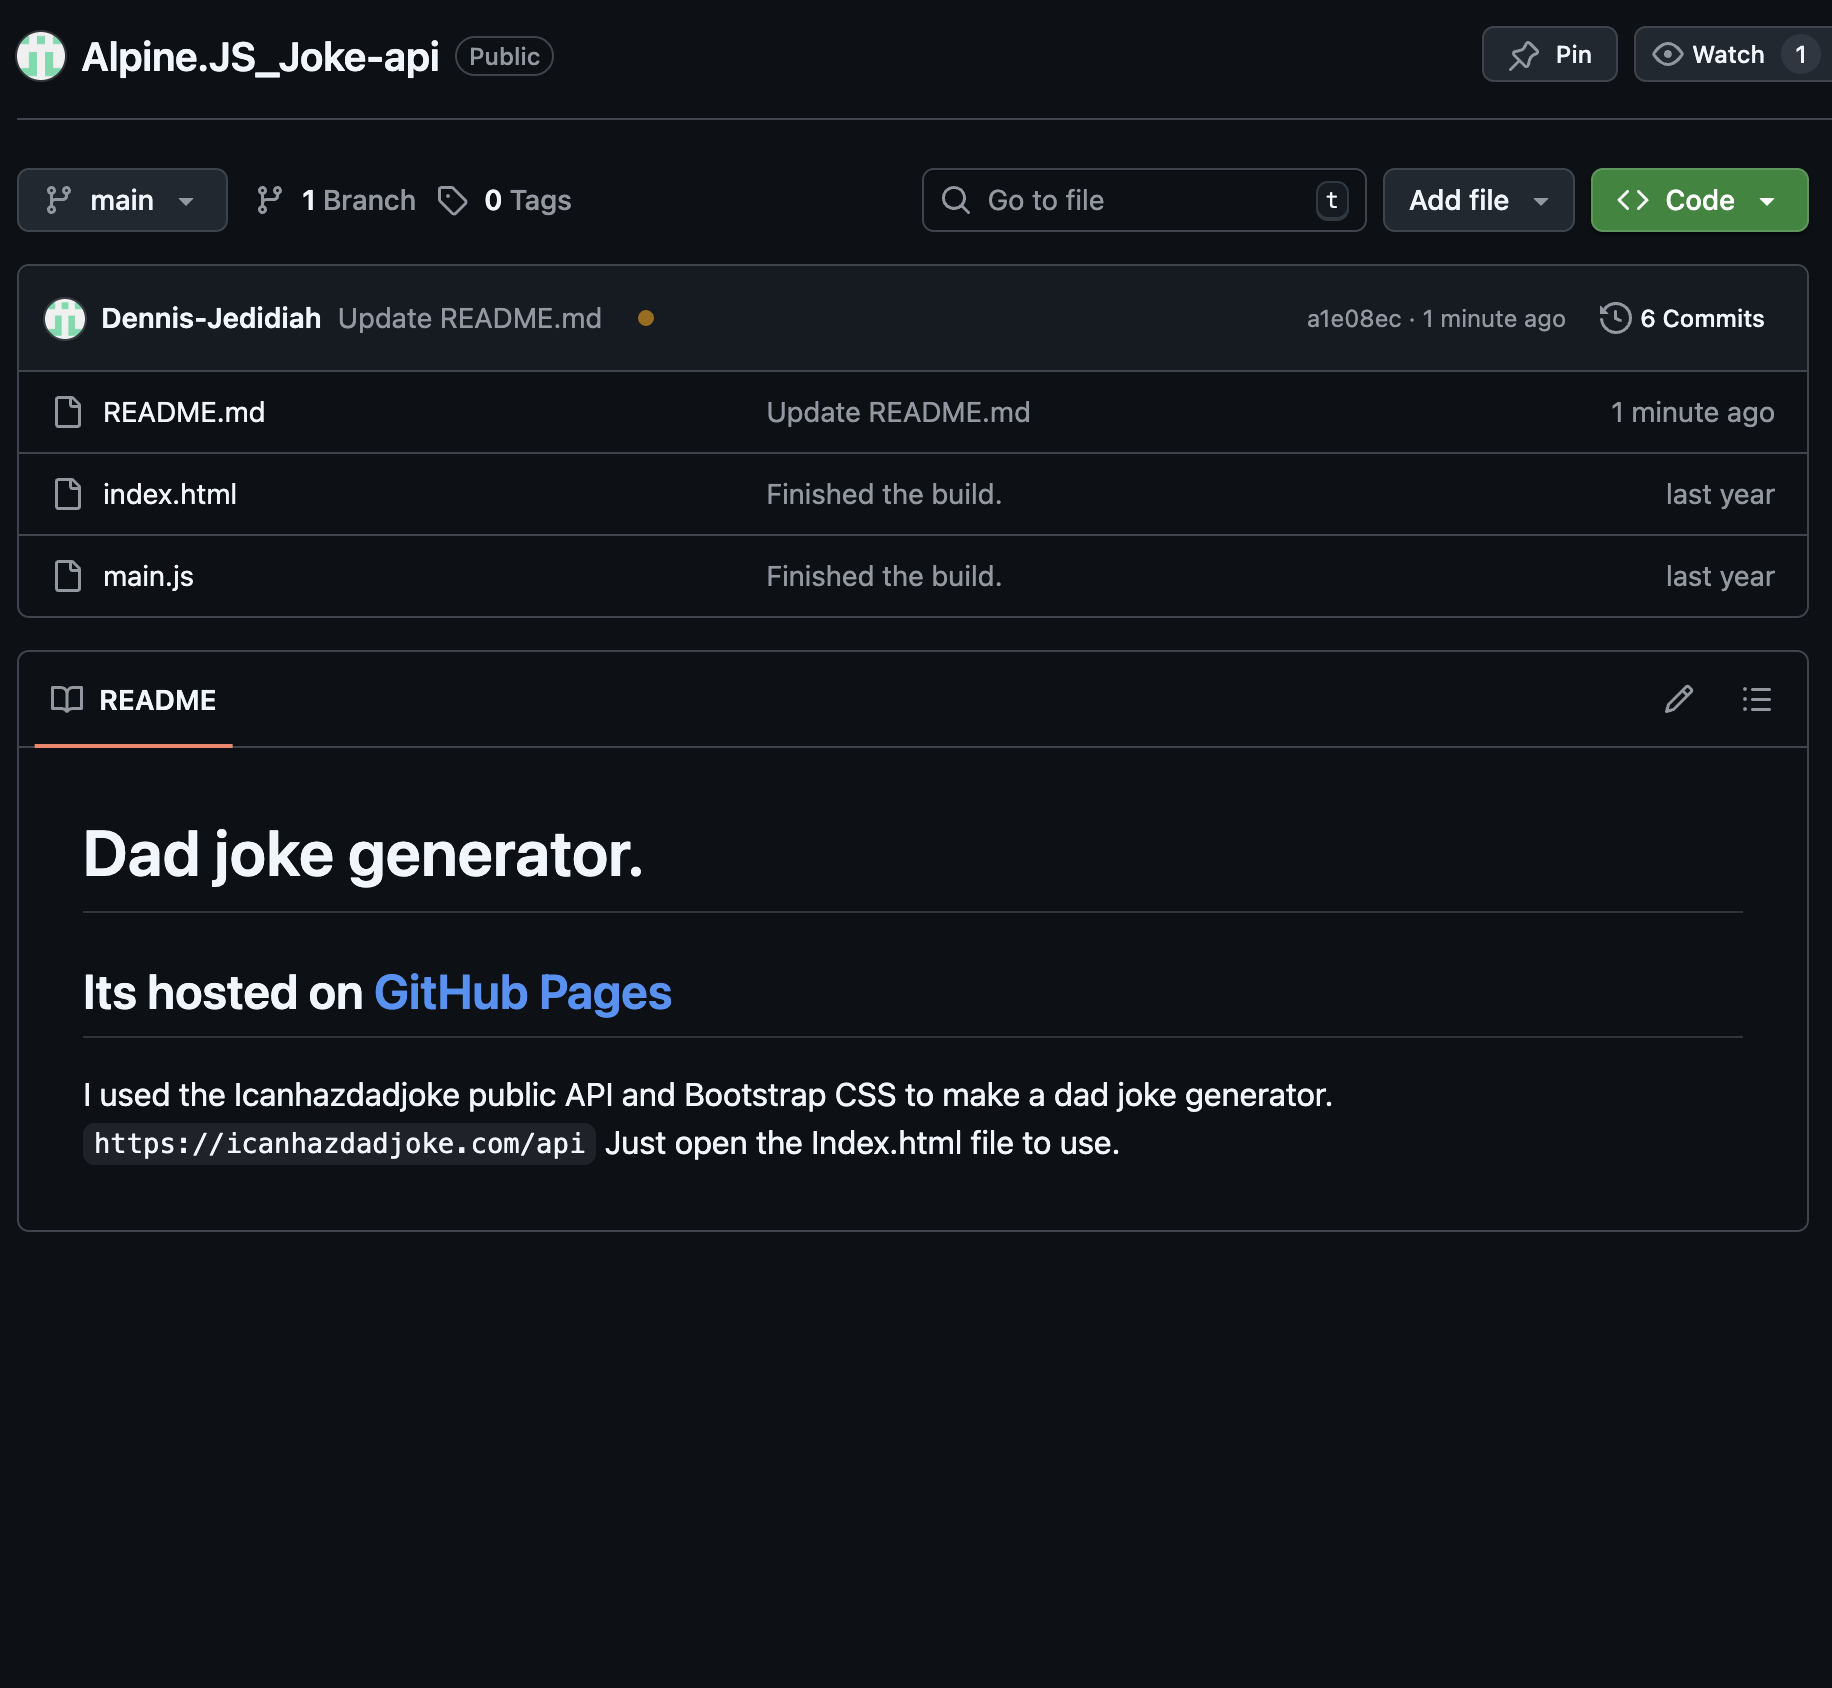 Alpine.JS_Joke-api Public Pin Watch 1
main 1 Branch 0 Tags Go to file t Add file Code
Dennis-Jedidiah Update README.md a1e08ec · 1 minute ago 6 Commits
README.md Update README.md 1 minute ago
index.html Finished the build. last year
main.js Finished the build. last year
README
Dad joke generator.
Its hosted on GitHub Pages
I used the Icanhazdadjoke public API and Bootstrap CSS to make a dad joke generator.
https://icanhazdadjoke.com/api Just open the Index.html file to use.